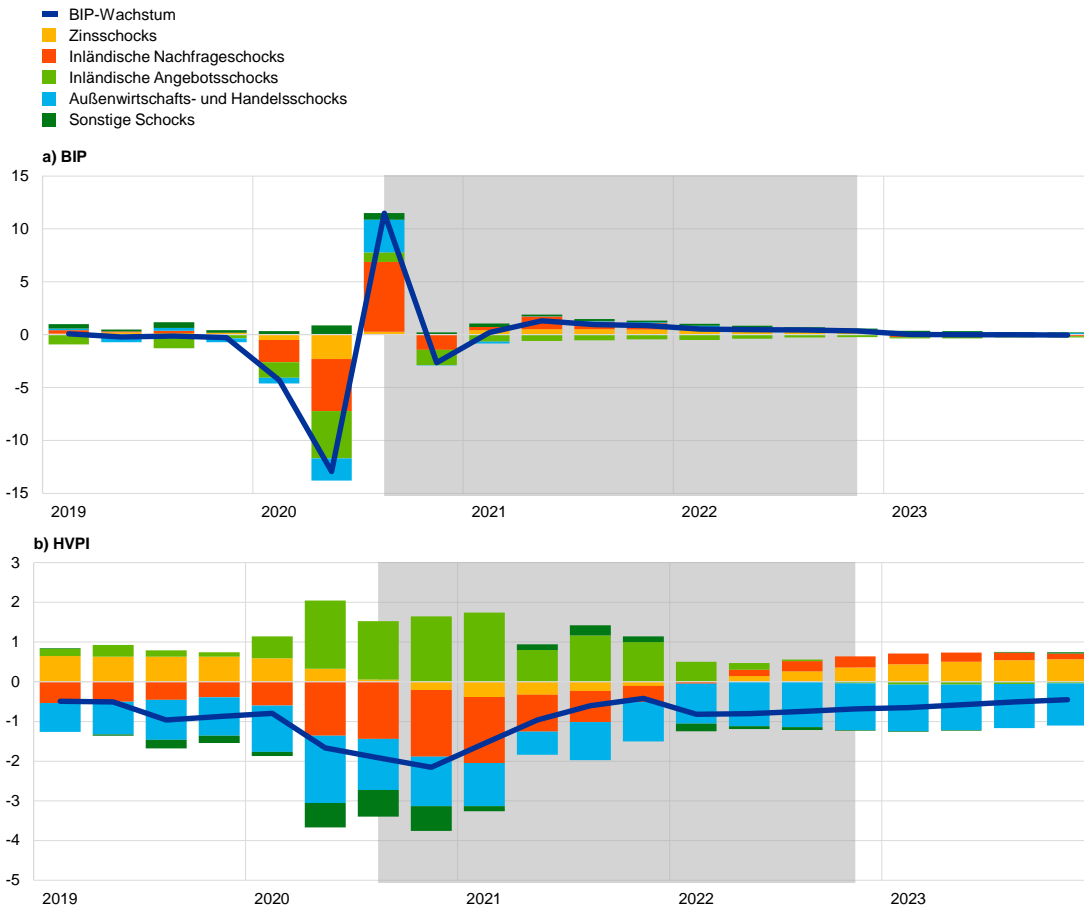 BIP-Wachstum
Zinsschocks
Inländische Nachfrageschocks
Inländische Angebotsschocks
Außenwirtschafts- und Handelsschocks
Sonstige Schocks
a) BIP
15
10
5
0
-5
-10
-15
2019 2020 2021 2022 2023
b) HVPI
3
2
1
0
-1
-2
-3
-4
-5
2019 2020 2021 2022 2023